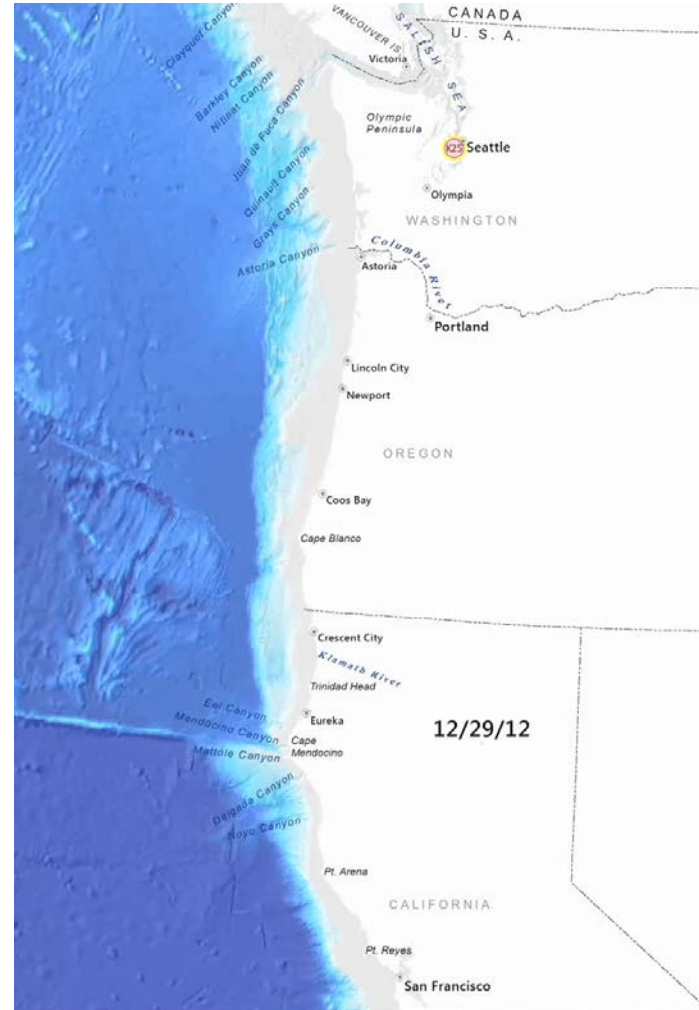 CANADA
U. S. A.
VANCOUVER IS.
SALISH SEA
Victoria
Clayquot Canyon
Barkley Canyon
Nitinat Canyon
Juan de Fuca Canyon
Olympic
Peninsula
K25
Seattle
Quinault Canyon
Olympia
Grays Canyon
WASHINGTON
Astoria Canyon
Columbia River
Astoria
Portland
Lincoln City
Newport
OREGON
Coos Bay
Cape Blanco
Crescent City
Klamath River
Trinidad Head
Eel Canyon
Eureka
Mendocino Canyon
12/29/12
Cape
Mendocino
Mattole Canyon
Delgada Canyon
Noyo Canyon
Pt. Arena
CALIFORNIA
Pt. Reyes
San Francisco